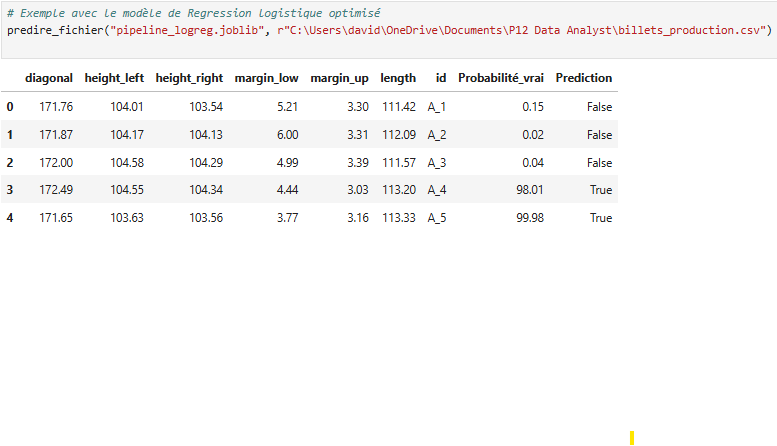 # Exemple avec le modèle de Regression logistique optimisé
predire_fichier("pipeline_logreg.joblib", r"C:\Users\david\OneDrive\Documents\P12 Data Analyst\billets_production.csv")
diagonal height_left height_right margin_low margin_up length id Probabilité_vrai Prediction
0 171.76 104.01 103.54 5.21 3.30 111.42 A_1 0.15 False
1 171.87 104.17 104.13 6.00 3.31 112.09 A_2 0.02 False
2 172.00 104.58 104.29 4.99 3.39 111.57 A_3 0.04 False
3 172.49 104.55 104.34 4.44 3.03 113.20 A_4 98.01 True
4 171.65 103.63 103.56 3.77 3.16 113.33 A_5 99.98 True